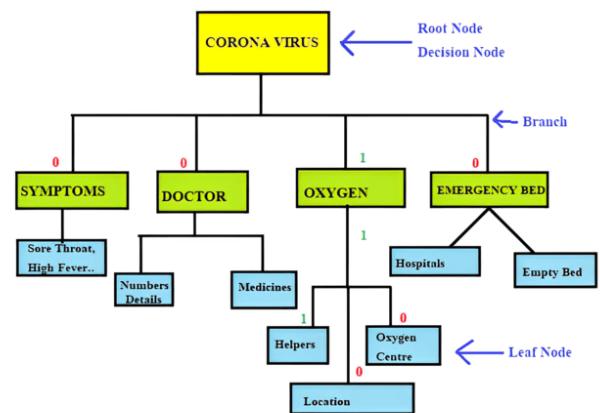 CORONA VIRUS
Root Node
Decision Node
Branch
0
0
1
0
SYMPTOMS
DOCTOR
OXYGEN
EMERGENCY BED
1
Sore Throat,
High Fever..
Numbers
Details
Medicines
Hospitals
Empty Bed
1
0
Helpers
Oxygen
Centre
Leaf Node
0
Location